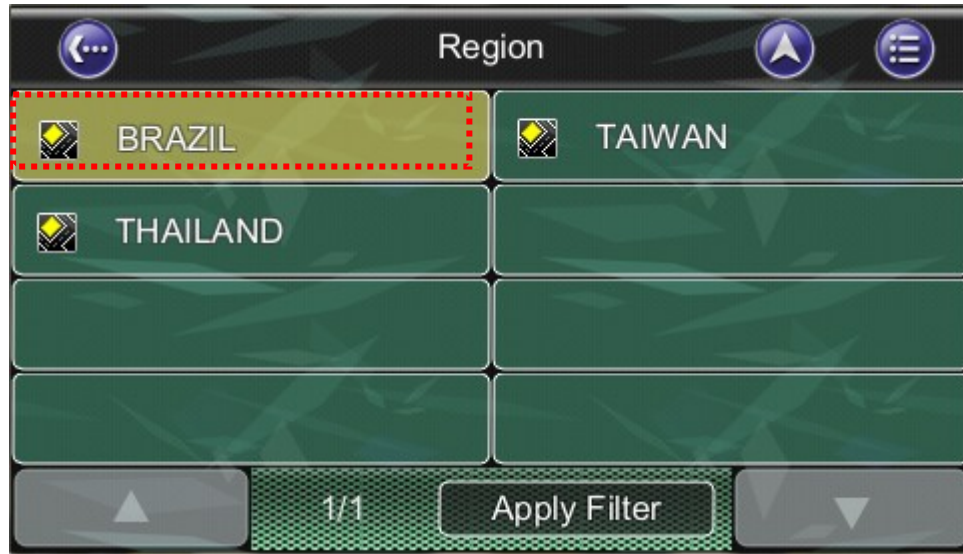 Region
BRAZIL
TAIWAN
THAILAND
1/1
Apply Filter